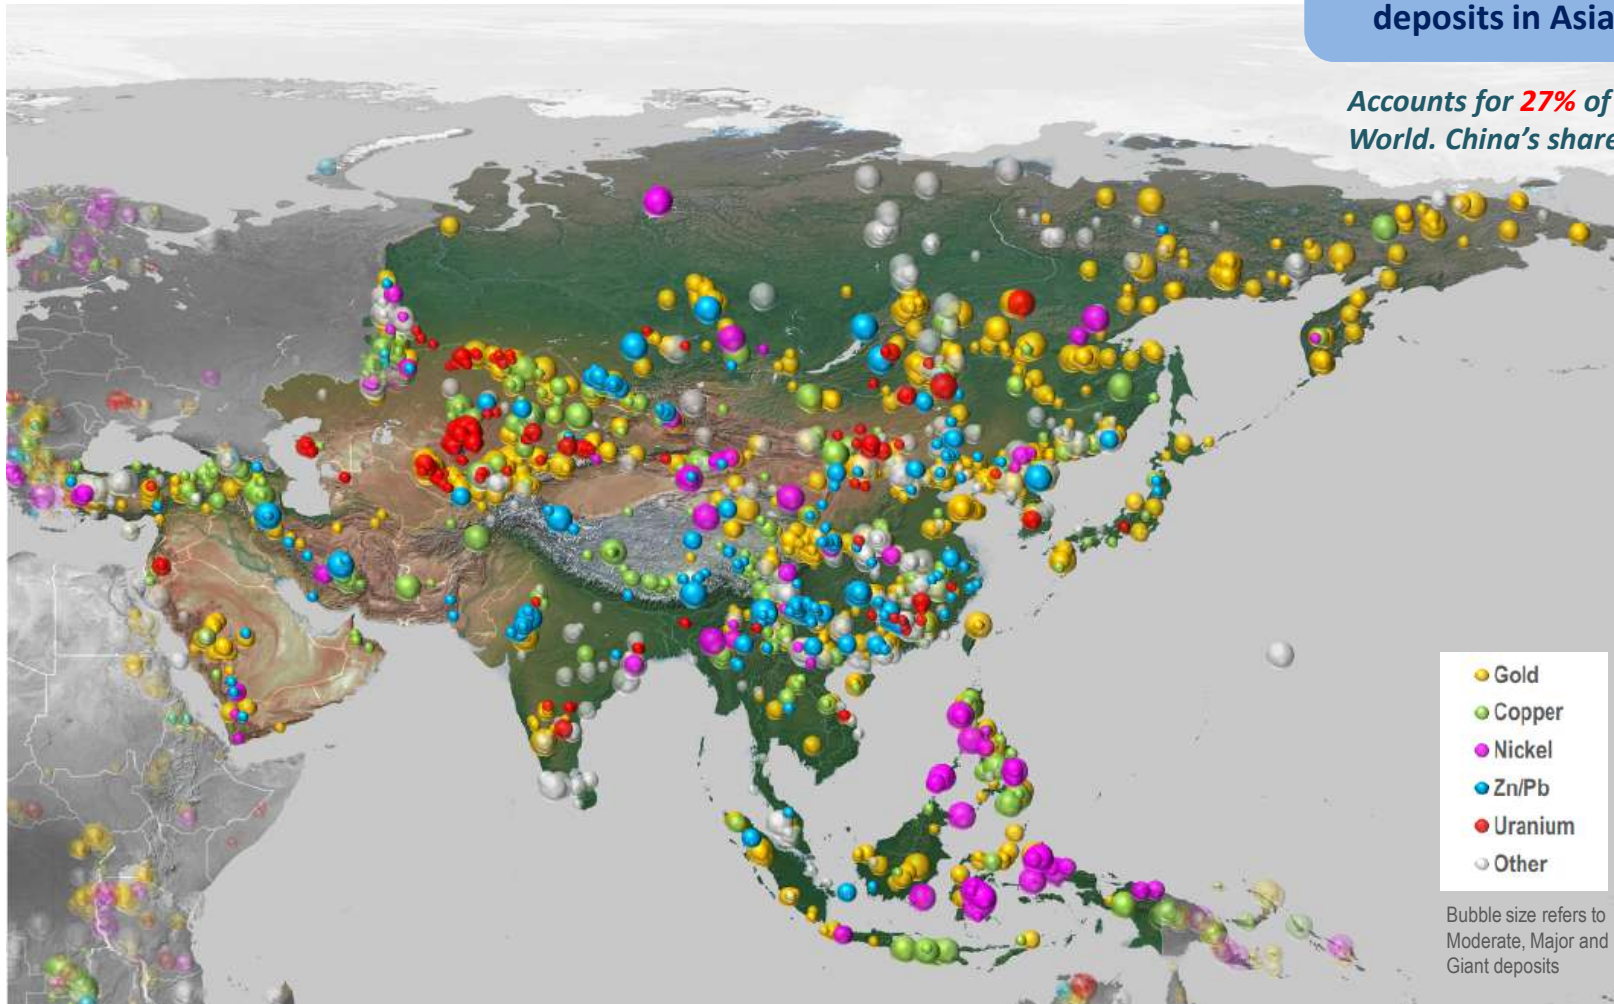 deposits in Asia
Accounts for 27% of
World. China’s share
Gold
Copper
Nickel
Zn/Pb
Uranium
Other
Bubble size refers to
Moderate, Major and
Giant deposits